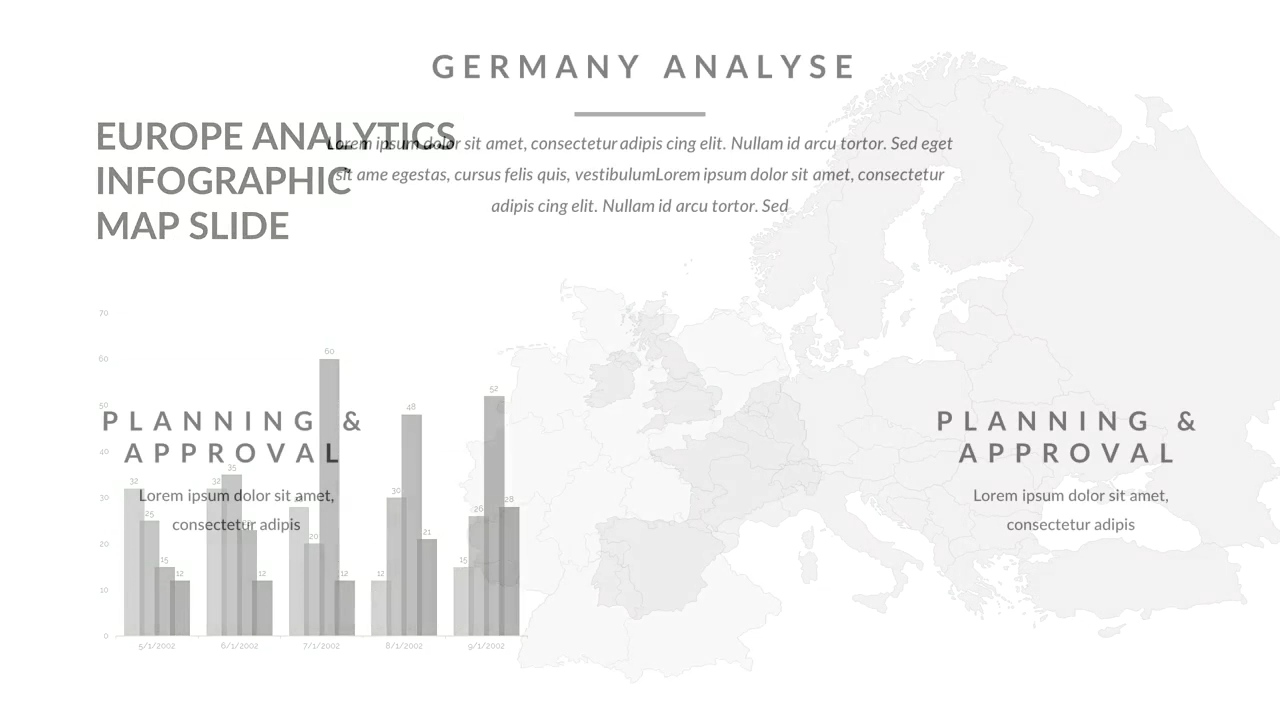 GERMANY ANALYSE
EUROPE ANALYTICS
INFOGRAPHIC
MAP SLIDE
Lorem ipsum dolor sit amet, consectetur adipis cing elit. Nullam id arcu tortor. Sed eget
sit ame egestas, cursus felis quis, vestibulumLorem ipsum dolor sit amet, consectetur
adipis cing elit. Nullam id arcu tortor. Sed
70
60
50
40
30
20
10
0
PLANNING &
APPROVAL
Lorem ipsum dolor sit amet,
consectetur adipis
PLANNING &
APPROVAL
Lorem ipsum dolor sit amet,
consectetur adipis
32 25 15 12
32 35 12
20 60 12
12 30 48 21
15 26 52 28
5/1/2002 6/1/2002 7/1/2002 8/1/2002 9/1/2002